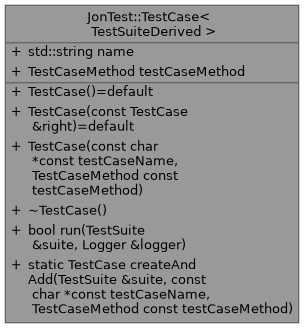 JonTest::TestCase<
TestSuiteDerived >
+ std::string name
+ TestCaseMethod testCaseMethod
+ TestCase()=default
+ TestCase(const TestCase
&right)=default
+ TestCase(const char
*const testCaseName,
TestCaseMethod const
testCaseMethod)
+ ~TestCase()
+ bool run(TestSuite
&suite, Logger &logger)
+ static TestCase createAnd
Add(TestSuite &suite, const
char *const testCaseName,
TestCaseMethod const testCaseMethod)